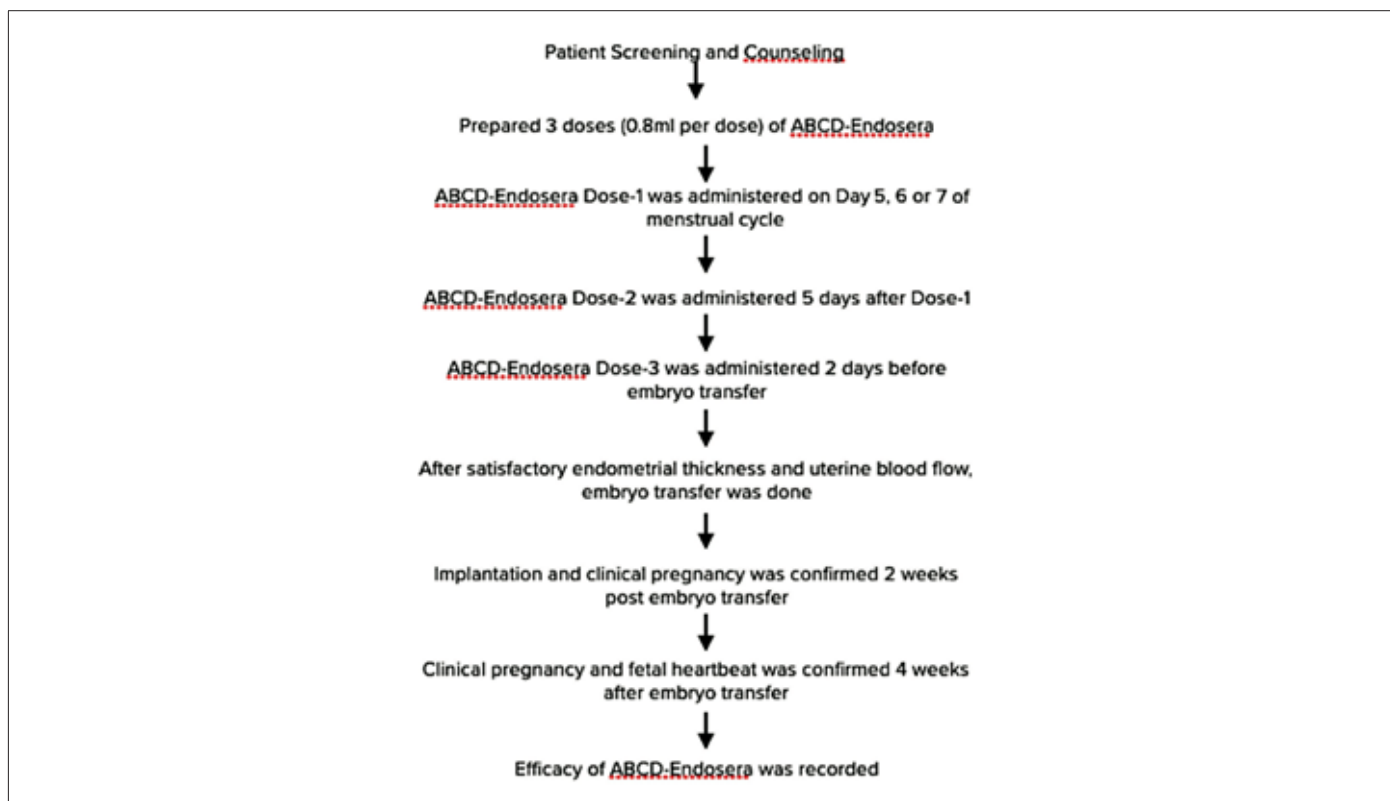 Patient Screening and Counseling
Prepared 3 doses (0.8ml per dose) of ABCD-Endosera
ABCD-Endosera Dose-1 was administered on Day 5, 6 or 7 of
menstrual cycle
ABCD-Endosera Dose-2 was administered 5 days after Dose-1
ABCD-Endosera Dose-3 was administered 2 days before
embryo transfer
After satisfactory endometrial thickness and uterine blood flow,
embryo transfer was done
Implantation and clinical pregnancy was confirmed 2 weeks
post embryo transfer
Clinical pregnancy and fetal heartbeat was confirmed 4 weeks
after embryo transfer
Efficacy of ABCD-Endosera was recorded